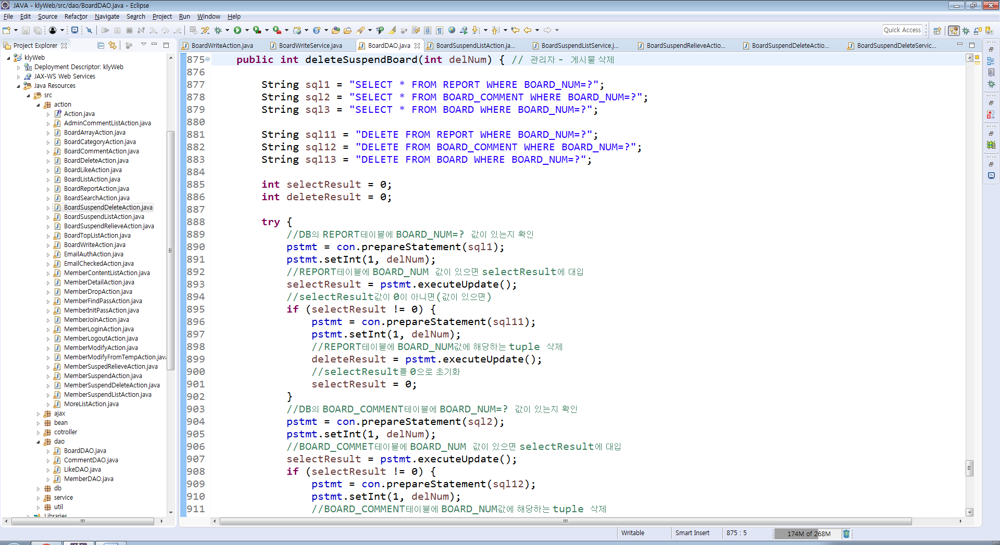 JAVA - klyWeb/src/dao/BoardDAO.java - Eclipse
File Edit Source Refactor Navigate Search Project Run Window Help
Quick Access
Project Explorer
klyWeb
Deployment Descriptor: klyWeb
JAX-WS Web Services
Java Resources
src
action
Action.java
AdminCommentListAction.java
BoardArrayAction.java
BoardCategoryAction.java
BoardCommentAction.java
BoardDeleteAction.java
BoardLikeAction.java
BoardListAction.java
BoardReportAction.java
BoardSearchAction.java
BoardSuspendDeleteAction.java
BoardSuspendListAction.java
BoardSuspendRelieveAction.java
BoardTopListAction.java
BoardWriteAction.java
EmailAuthAction.java
EmailCheckedAction.java
MemberContentListAction.java
MemberDetailAction.java
MemberDropAction.java
MemberFindPassAction.java
MemberInitPassAction.java
MemberJoinAction.java
MemberLoginAction.java
MemberLogoutAction.java
MemberModifyAction.java
MemberModifyFromTempAction.java
MemberSuspedRelieveAction.java
MemberSuspendAction.java
MemberSuspendDeleteAction.java
MemberSuspendListAction.java
MoreListAction.java
ajax
bean
cotroller
dao
BoardDAO.java
CommentDAO.java
LikeDAO.java
MemberDAO.java
db
service
util
Libraries
BoardWriteAction.java BoardWriteService.java BoardDAO.java BoardSuspendListAction.ja... BoardSuspendListService.j... BoardSuspendRelieveActio... BoardSuspendDeleteActio... BoardSuspendDeleteServic...
875 public int deleteSuspendBoard(int delNum) { // 관리자 - 게시물 삭제
876
877 String sql1 = "SELECT * FROM REPORT WHERE BOARD_NUM=?";
878 String sql2 = "SELECT * FROM BOARD_COMMENT WHERE BOARD_NUM=?";
879 String sql3 = "SELECT * FROM BOARD WHERE BOARD_NUM=?";
880
881 String sql11 = "DELETE FROM REPORT WHERE BOARD_NUM=?";
882 String sql12 = "DELETE FROM BOARD_COMMENT WHERE BOARD_NUM=?";
883 String sql13 = "DELETE FROM BOARD WHERE BOARD_NUM=?";
884
885 int selectResult = 0;
886 int deleteResult = 0;
887
888 try {
889 //DB의 REPORT테이블에 BOARD_NUM=? 값이 있는지 확인
890 pstmt = con.prepareStatement(sql1);
891 pstmt.setInt(1, delNum);
892 //REPORT테이블에 BOARD_NUM 값이 있으면 selectResult에 대입
893 selectResult = pstmt.executeUpdate();
894 //selectResult값이 0이 아니면(값이 있으면)
895 if (selectResult != 0) {
896 pstmt = con.prepareStatement(sql11);
897 pstmt.setInt(1, delNum);
898 //REPORT테이블에 BOARD_NUM값에 해당하는 tuple 삭제
899 deleteResult = pstmt.executeUpdate();
900 //selectResult를 0으로 초기화
901 selectResult = 0;
902 }
903 //DB의 BOARD_COMMENT테이블에 BOARD_NUM=? 값이 있는지 확인
904 pstmt = con.prepareStatement(sql2);
905 pstmt.setInt(1, delNum);
906 //BOARD_COMMET테이블에 BOARD_NUM 값이 있으면 selectResult에 대입
907 selectResult = pstmt.executeUpdate();
908 if (selectResult != 0) {
909 pstmt = con.prepareStatement(sql12);
910 pstmt.setInt(1, delNum);
911 //BOARD_COMMENT테이블에 BOARD_NUM값에 해당하는 tuple 삭제
Writable Smart Insert 875 : 5 174M of 268M